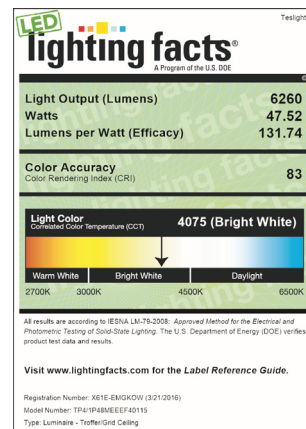 Teslight
LED
lighting facts®
A Program of the U.S. DOE
Light Output (Lumens) 6260
Watts 47.52
Lumens per Watt (Efficacy) 131.74
Color Accuracy
Color Rendering Index (CRI) 83
Light Color
Correlated Color Temperature (CCT) 4075 (Bright White)
Warm White Bright White Daylight
2700K 3000K 4500K 6500K
All results are according to IESNA LM-79-2008: Approved Method for the Electrical and
Photometric Testing of Solid-State Lighting. The U.S. Department of Energy (DOE) verifies
product test data and results.
Visit www.lightingfacts.com for the Label Reference Guide.
Registration Number: X61E-EMGKOW (3/21/2016)
Model Number: TP4/1P48MEEEF40115
Type: Luminaire - Troffer/Grid Ceiling